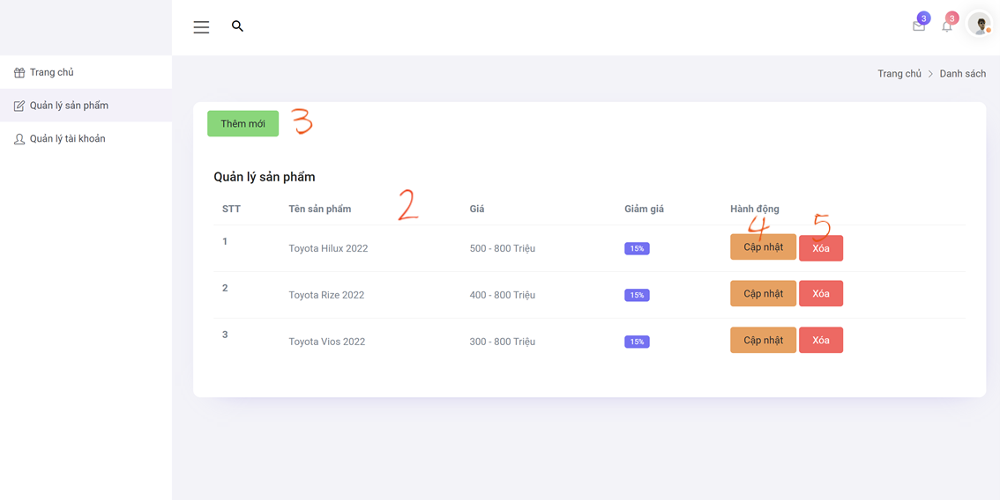 3 3
Trang chủ
Quản lý sản phẩm
Quản lý tài khoản
Trang chủ > Danh sách
Thêm mới 3
Quản lý sản phẩm
2
STT Tên sản phẩm Giá Giảm giá Hành động
4 5
1 Toyota Hilux 2022 500 - 800 Triệu 15% Cập nhật Xóa
2 Toyota Rize 2022 400 - 800 Triệu 15% Cập nhật Xóa
3 Toyota Vios 2022 300 - 800 Triệu 15% Cập nhật Xóa